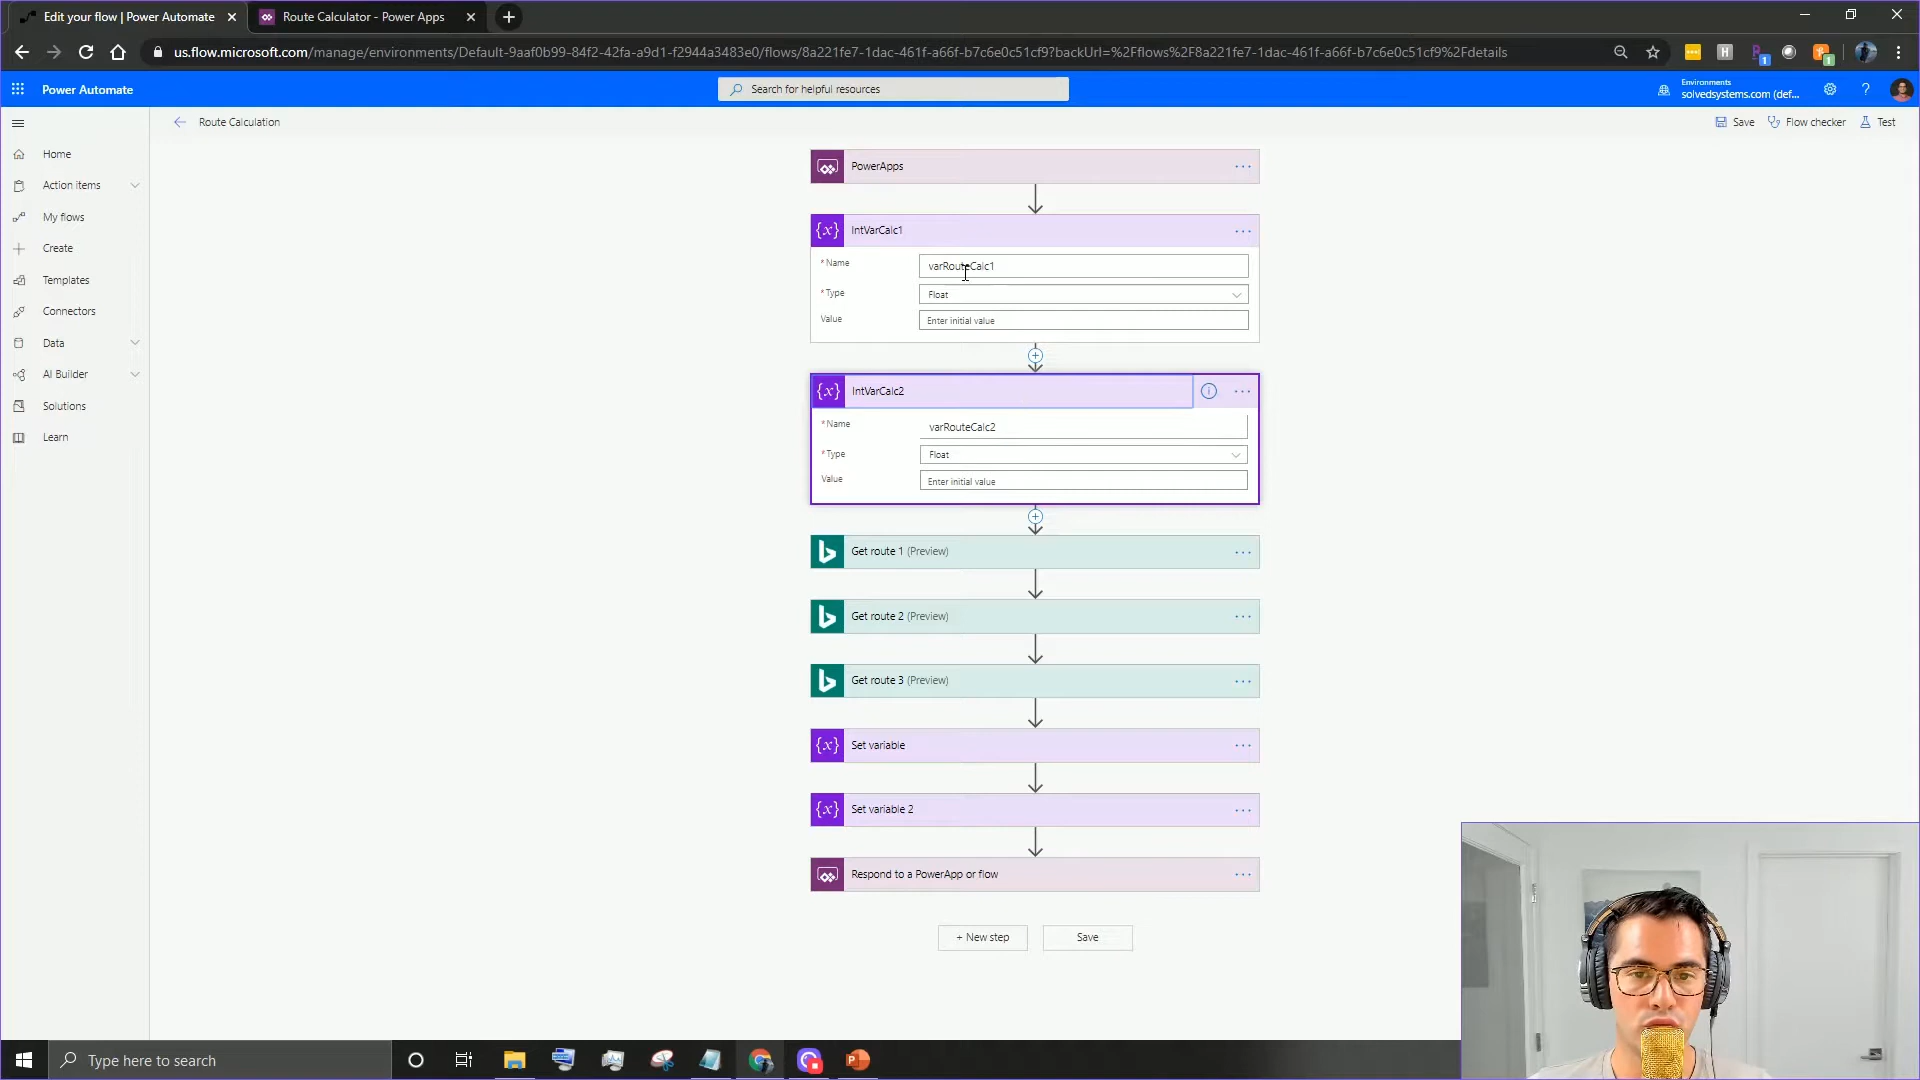 Edit your flow | Power Automate
Route Calculator - Power Apps
us.flow.microsoft.com/manage/environments/Default-9aaf0b99-84f2-42fa-a9d1-f2944a3483e0/flows/8a221fe7-1dac-461f-a66f-b7c6e0c51cf9?backUrl=%2Fflows%2F8a221fe7-1dac-461f-a66f-b7c6e0c51cf9%2Fdetails
Power Automate
Search for helpful resources
Environments
solvedsystems.com (def...
Route Calculation
Save
Flow checker
Test
Home
Action items
My flows
Create
Templates
Connectors
Data
AI Builder
Solutions
Learn
PowerApps
IntVarCalc1
* Name
varRouteCalc1
* Type
Float
Value
Enter initial value
IntVarCalc2
* Name
varRouteCalc2
* Type
Float
Value
Enter initial value
Get route 1 (Preview)
Get route 2 (Preview)
Get route 3 (Preview)
Set variable
Set variable 2
Respond to a PowerApp or flow
+ New step
Save
Type here to search